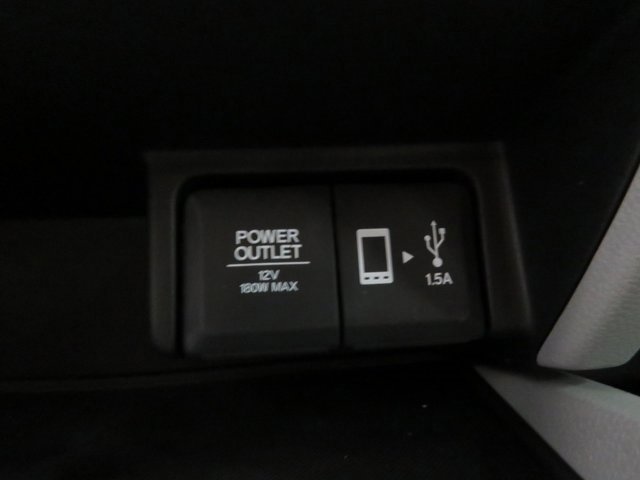 POWER
OUTLET
12V
180W MAX
1.5A